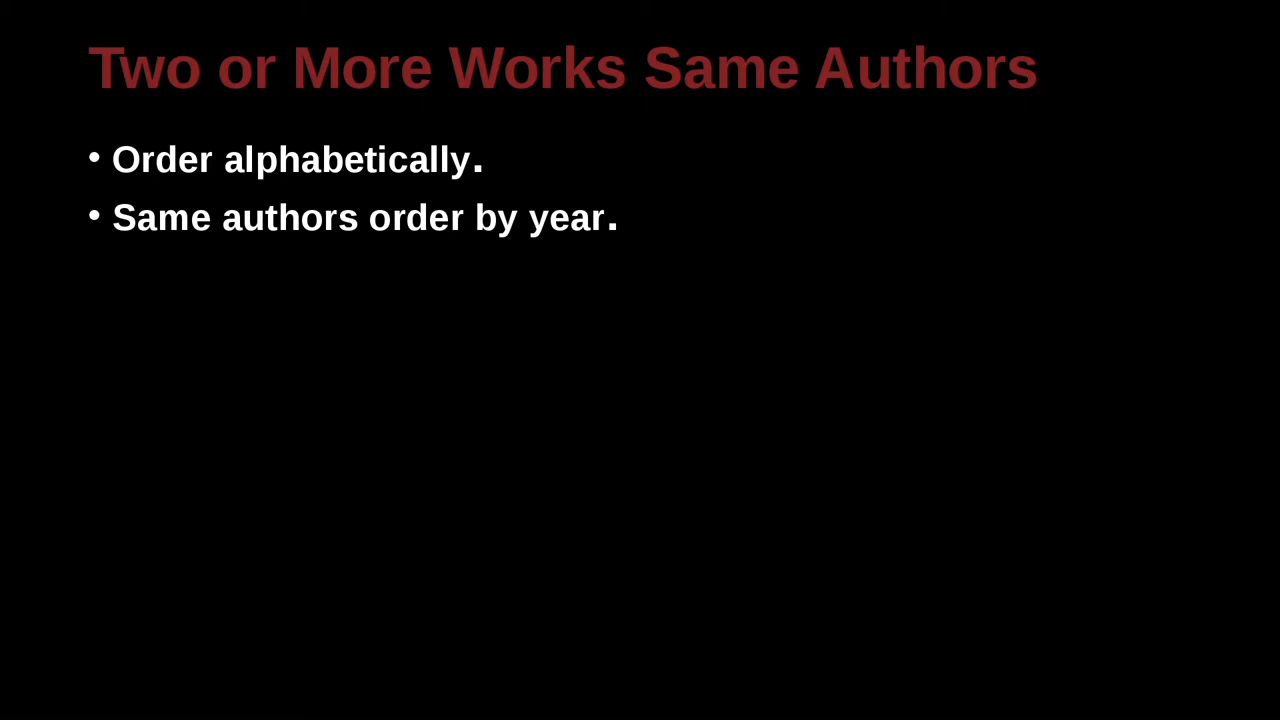 Two or More Works Same Authors
• Order alphabetically.
• Same authors order by year.